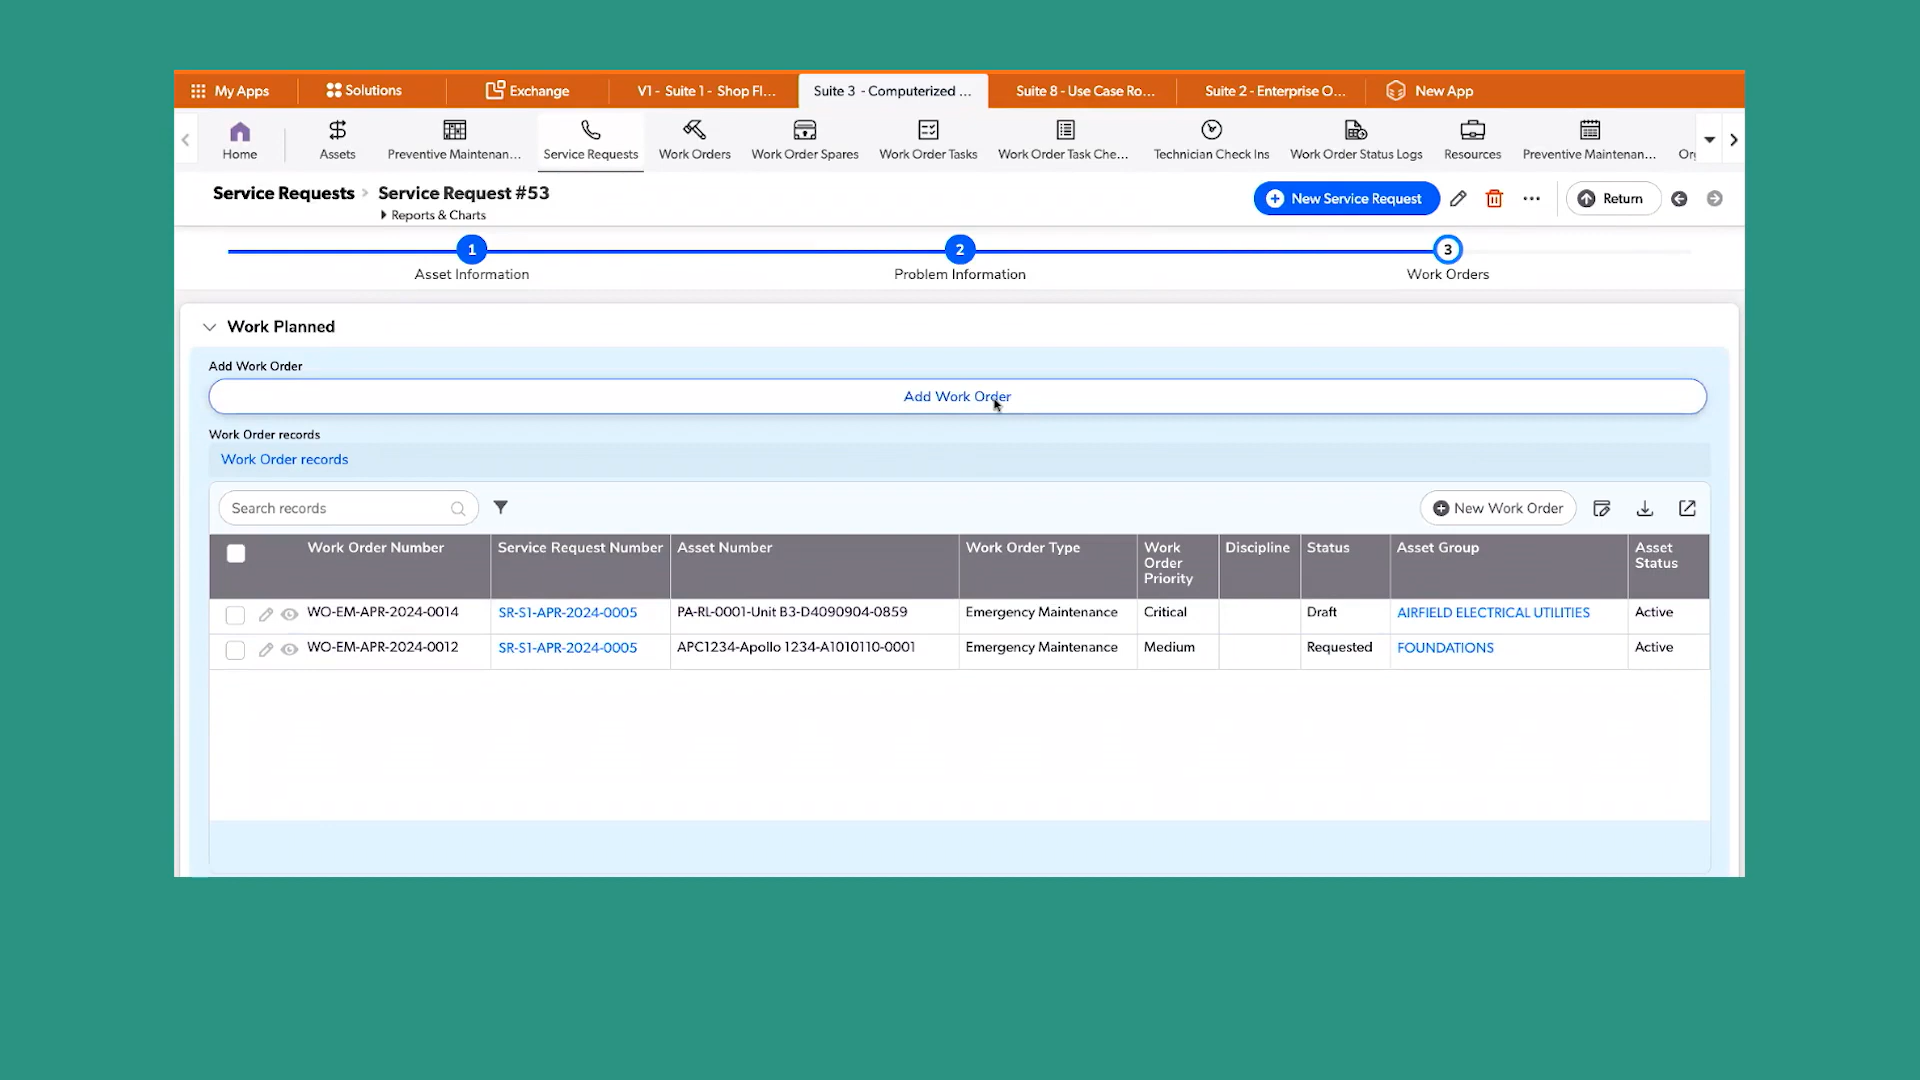 My Apps
Solutions
Exchange
V1 - Suite 1 - Shop Fl...
Suite 3 - Computerized ...
Suite 8 - Use Case Ro...
Suite 2 - Enterprise O...
New App
Home
Assets
Preventive Maintenan...
Service Requests
Work Orders
Work Order Spares
Work Order Tasks
Work Order Task Che...
Technician Check Ins
Work Order Status Logs
Resources
Preventive Maintenan...
Service Requests
Service Request #53
Reports & Charts
New Service Request
Return
1
2
3
Asset Information
Problem Information
Work Orders
Work Planned
Add Work Order
Add Work Order
Work Order records
Work Order records
Search records
New Work Order
Work Order Number Service Request Number Asset Number Work Order Type Work Order Priority Discipline Status Asset Group Asset Status
WO-EM-APR-2024-0014 SR-S1-APR-2024-0005 PA-RL-0001-Unit B3-D4090904-0859 Emergency Maintenance Critical Draft AIRFIELD ELECTRICAL UTILITIES Active
WO-EM-APR-2024-0012 SR-S1-APR-2024-0005 APC1234-Apollo 1234-A1010110-0001 Emergency Maintenance Medium Requested FOUNDATIONS Active